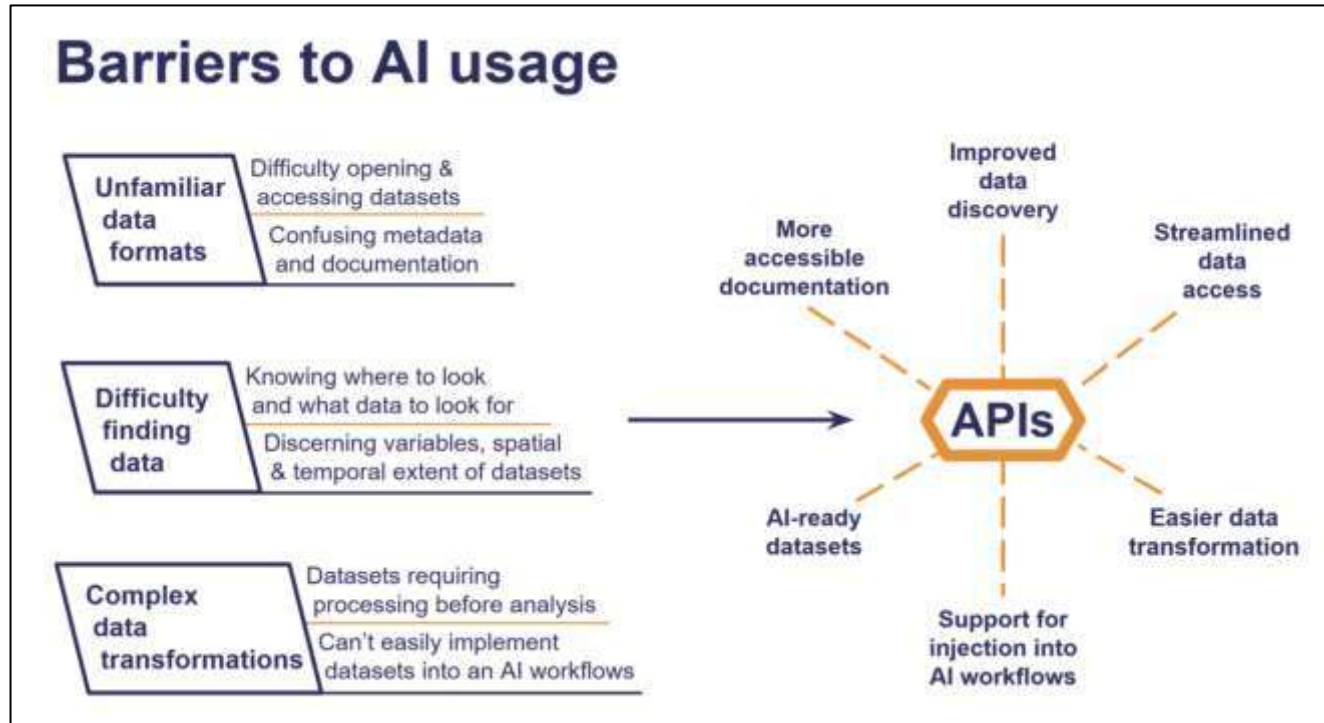 Barriers to AI usage
Unfamiliar
data
formats
Difficulty opening &
accessing datasets
Confusing metadata
and documentation
Difficulty
finding
data
Knowing where to look
and what data to look for
Discerning variables, spatial
& temporal extent of datasets
Complex
data
transformations
Datasets requiring
processing before analysis
Can't easily implement
datasets into an AI workflows
Improved
data
discovery
More
accessible
documentation
Streamlined
data
access
APIs
AI-ready
datasets
Easier data
transformation
Support for
injection into
AI workflows